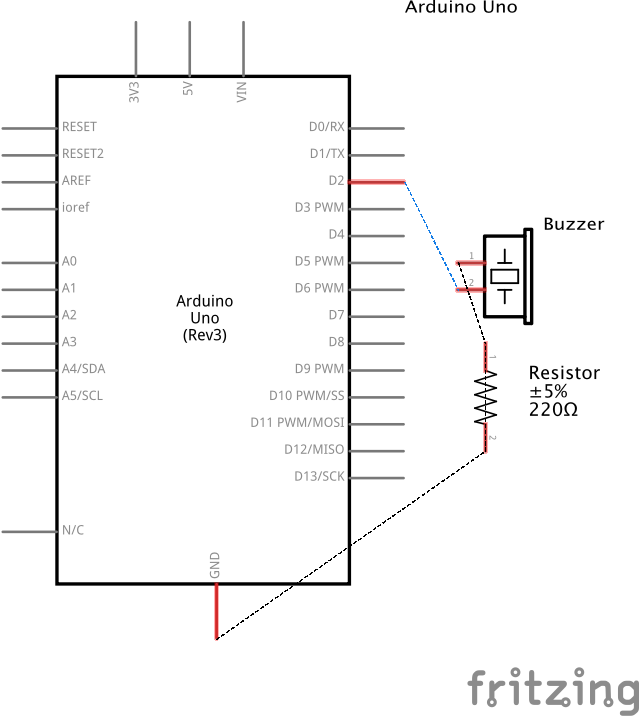 Arduino Uno
3V3
5V
VIN
RESET
RESET2
AREF
ioref
A0
A1
A2
A3
A4/SDA
A5/SCL
N/C
Arduino
Uno
(Rev3)
D0/RX
D1/TX
D2
D3 PWM
D4
D5 PWM
D6 PWM
D7
D8
D9 PWM
D10 PWM/SS
D11 PWM/MOSI
D12/MISO
D13/SCK
GND
Buzzer
1
2
Resistor
±5%
220Ω
1
2
fritzing